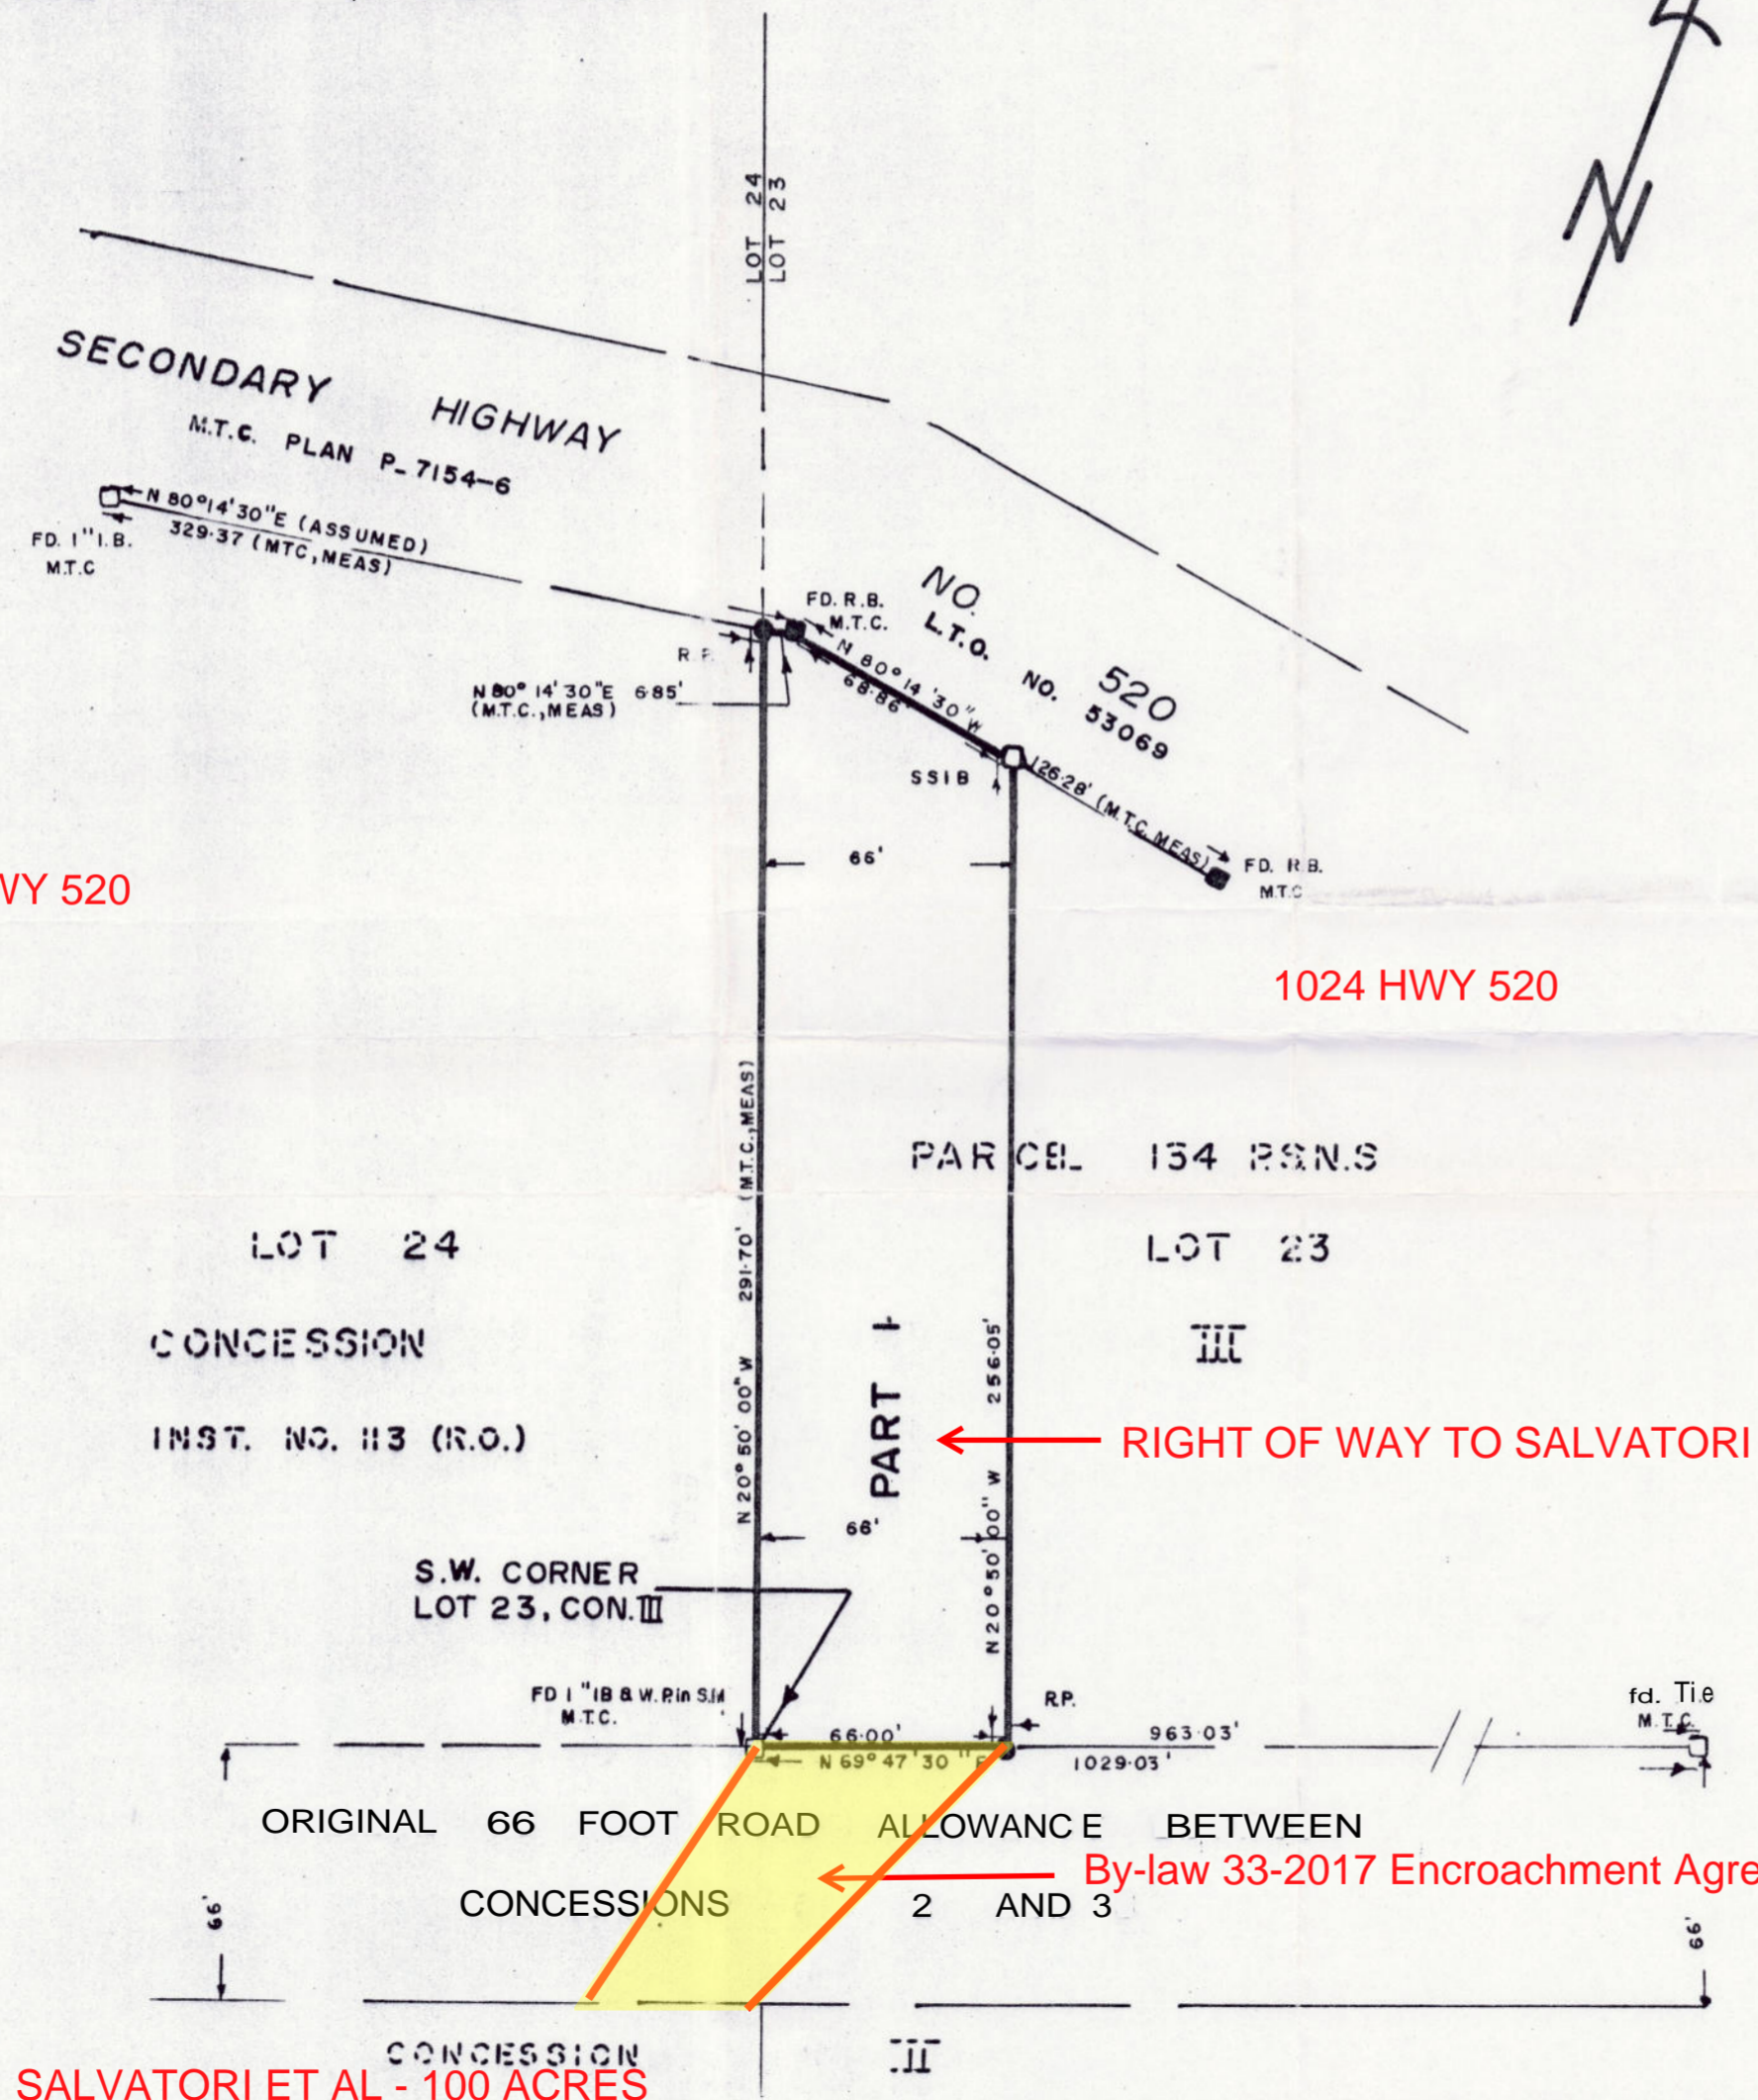 N
LOT 24
LOT 23
SECONDARY HIGHWAY
M.T.C. PLAN P-7154-6
N 80°14'30"E (ASSUMED)
329·37 (MTC,MEAS)
FD. 1" I.B.
M.T.C
FD. R.B.
M.T.C.
NO. 520
L.T.O. NO. 53069
R.P.
N 80° 14' 30"E 6·85'
(M.T.C.,MEAS)
N 80°14'30"W
68·86'
SSIB
126·28' (M.T.C. MEAS)
FD. R.B.
M.T.C
66'
WY 520
1024 HWY 520
N 20° 50' 00" W 291·70' (M.T.C.,MEAS)
PARCEL 134 P.S.N.S
LOT 24
LOT 23
CONCESSION
III
INST. NO. 113 (R.O.)
PART 1
N 20° 50' 00" W 256·05'
RIGHT OF WAY TO SALVATORI
66'
S.W. CORNER
LOT 23, CON. III
FD 1" IB & W.P. in S.M
M.T.C.
R.P.
fd. Ti.e
M.T.C.
66·00'
963·03'
N 69° 47' 30" E
1029·03'
ORIGINAL 66 FOOT ROAD ALLOWANCE BETWEEN
By-law 33-2017 Encroachment Agre
CONCESSIONS 2 AND 3
66'
66'
CONCESSION II
SALVATORI ET AL - 100 ACRES